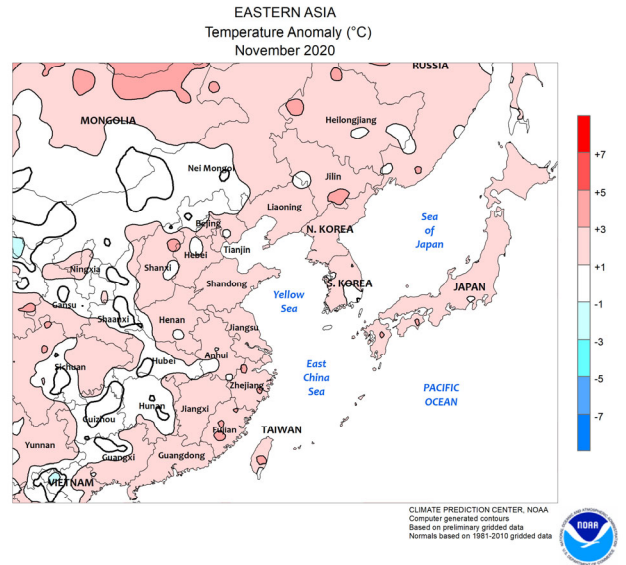 EASTERN ASIA
Temperature Anomaly (°C)
November 2020
RUSSIA
MONGOLIA
Heilongjiang
Nei Mongol
Jilin
Liaoning
Beijing
N. KOREA
Sea
of
Japan
Hebei
Tianjin
Ningxia
Shanxi
Shandong
S. KOREA
JAPAN
Yellow
Sea
Gansu
Shaanxi
Henan
Jiangsu
Anhui
Hubei
Sichuan
East
China
Sea
Zhejiang
PACIFIC
OCEAN
Hunan
Jiangxi
Guizhou
Fujian
TAIWAN
Yunnan
Guangxi
Guangdong
VIETNAM
+7
+5
+3
+1
-1
-3
-5
-7
CLIMATE PREDICTION CENTER, NOAA
Computer generated contours
Based on preliminary gridded data
Normals based on 1981-2010 gridded data
NOAA